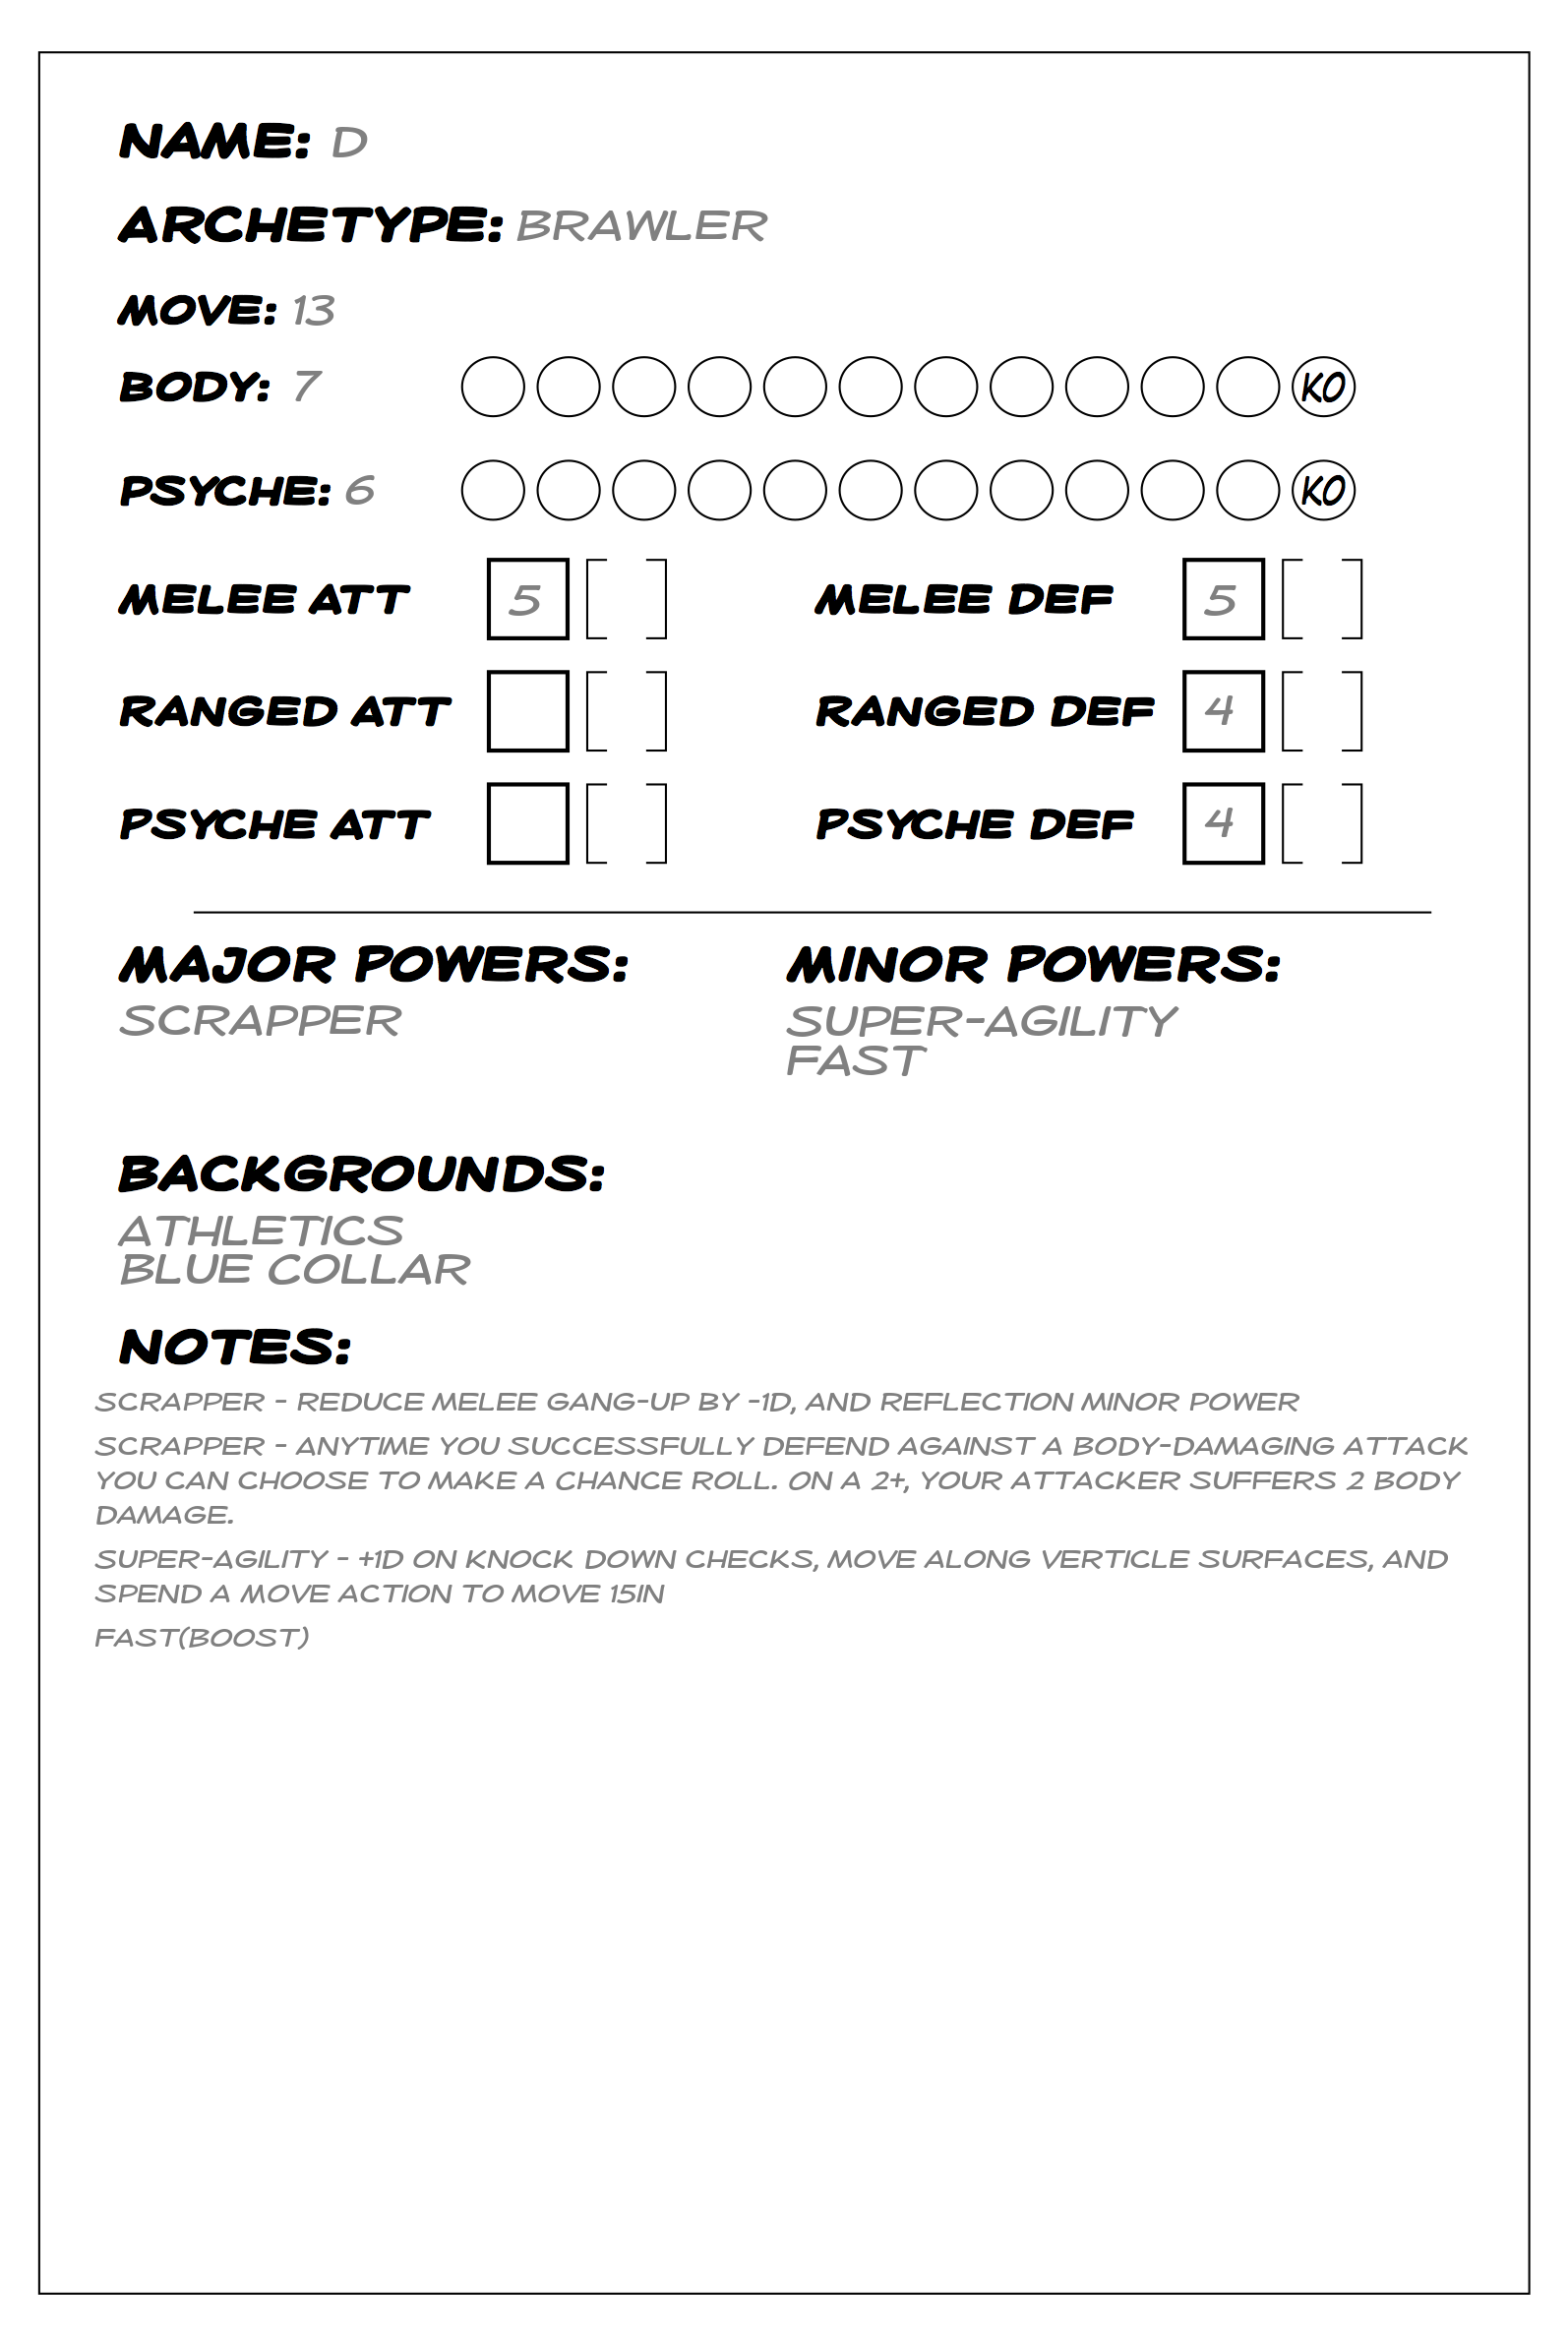 NAME: D
ARCHETYPE: BRAWLER
MOVE: 13
BODY: 7 KO
PSYCHE: 6 KO
MELEE ATT 5 [ ] MELEE DEF 5 [ ]
RANGED ATT [ ] RANGED DEF 4 [ ]
PSYCHE ATT [ ] PSYCHE DEF 4 [ ]
MAJOR POWERS: MINOR POWERS:
SCRAPPER SUPER-AGILITY
FAST
BACKGROUNDS:
ATHLETICS
BLUE COLLAR
NOTES:
SCRAPPER - REDUCE MELEE GANG-UP BY -1D, AND REFLECTION MINOR POWER
SCRAPPER - ANYTIME YOU SUCCESSFULLY DEFEND AGAINST A BODY-DAMAGING ATTACK
YOU CAN CHOOSE TO MAKE A CHANCE ROLL. ON A 2+, YOUR ATTACKER SUFFERS 2 BODY
DAMAGE.
SUPER-AGILITY - +1D ON KNOCK DOWN CHECKS, MOVE ALONG VERTICLE SURFACES, AND
SPEND A MOVE ACTION TO MOVE 15IN
FAST(BOOST)